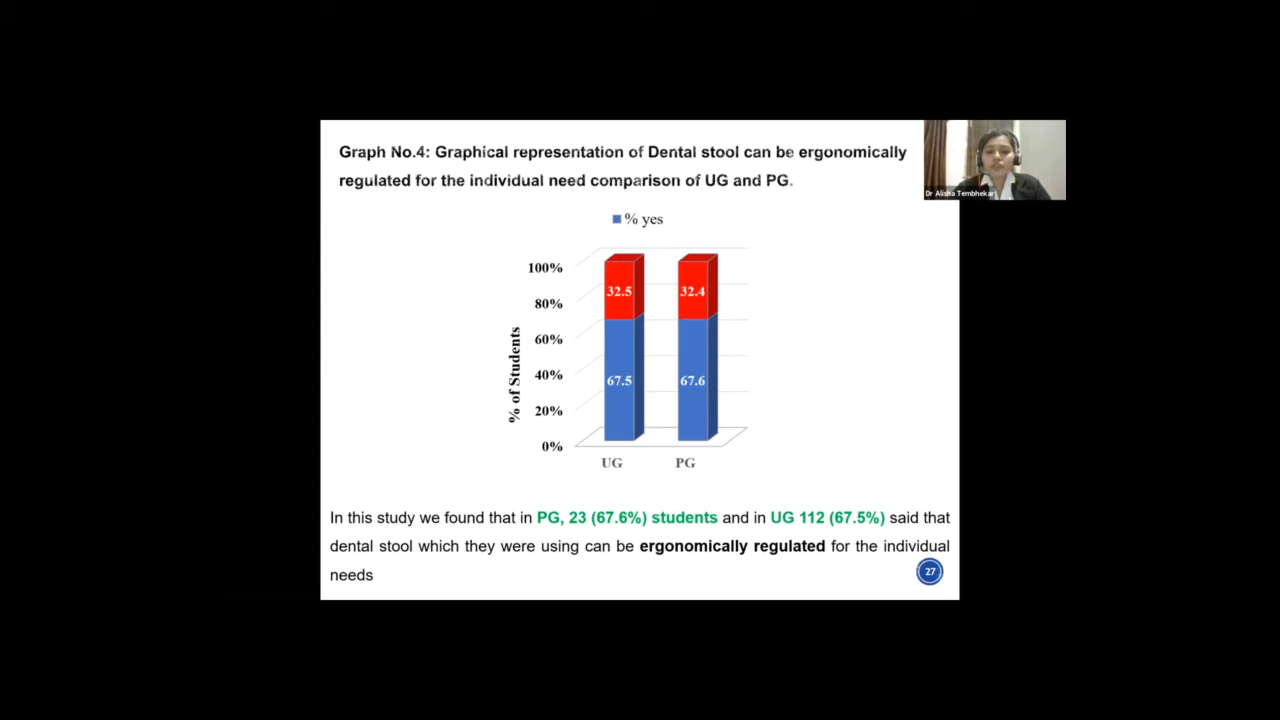 Graph No.4: Graphical representation of Dental stool can be ergonomically
regulated for the individual need comparison of UG and PG.
Dr Alisha Tembhekar
% yes
100%
80%
60%
40%
20%
0%
% of Students
32.5
32.4
67.5
67.6
UG
PG
In this study we found that in PG, 23 (67.6%) students and in UG 112 (67.5%) said that
dental stool which they were using can be ergonomically regulated for the individual
needs
27